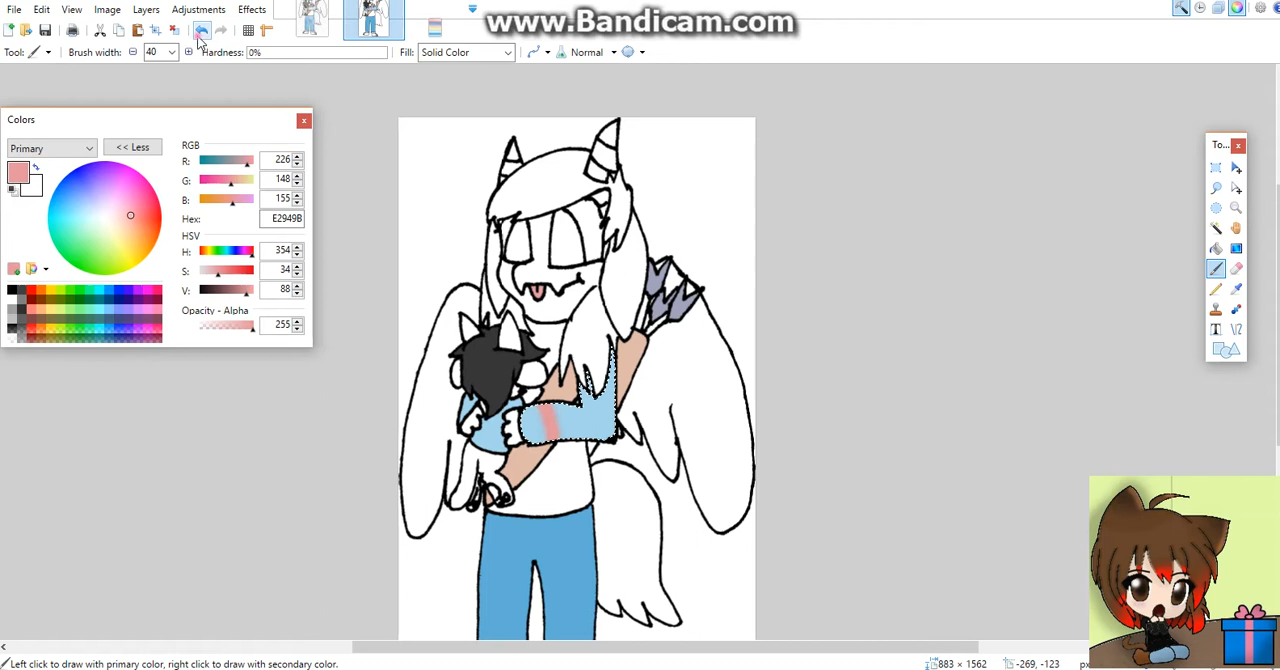 File Edit View Image Layers Adjustments Effects
www.Bandicam.com
Tool: Brush width: 40 Hardness: 0% Fill: Solid Color Normal
Colors
Primary << Less
RGB
R: 226
G: 148
B: 155
Hex: E2949B
HSV
H: 354
S: 34
V: 88
Opacity - Alpha
255
To...
T
Left click to draw with primary color, right click to draw with secondary color. 883 × 1562 -269, -123 px